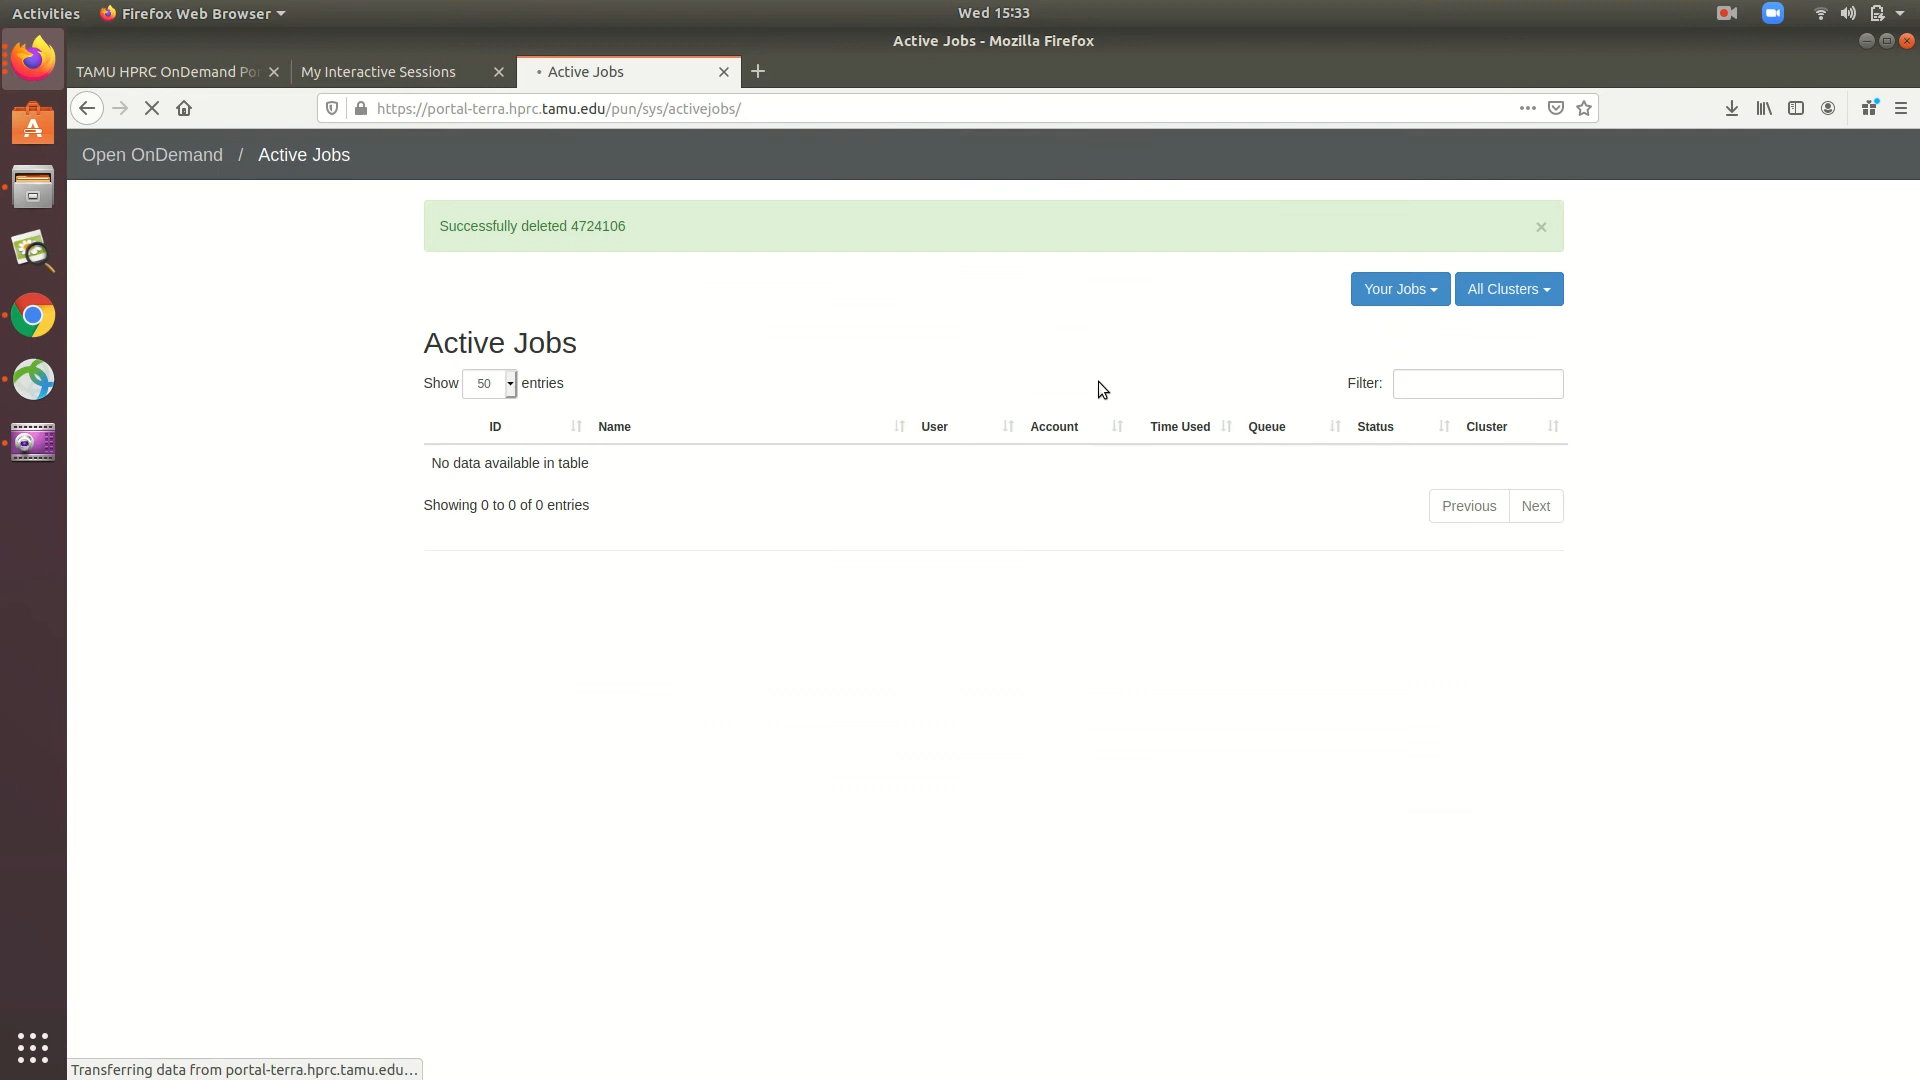 Activities Firefox Web Browser Wed 15:33
Active Jobs - Mozilla Firefox
TAMU HPRC OnDemand Por My Interactive Sessions • Active Jobs
https://portal-terra.hprc.tamu.edu/pun/sys/activejobs/
Open OnDemand / Active Jobs
Successfully deleted 4724106 ×
Your Jobs All Clusters
Active Jobs
Show 50 entries Filter:
ID Name User Account Time Used Queue Status Cluster
No data available in table
Showing 0 to 0 of 0 entries Previous Next
Transferring data from portal-terra.hprc.tamu.edu…